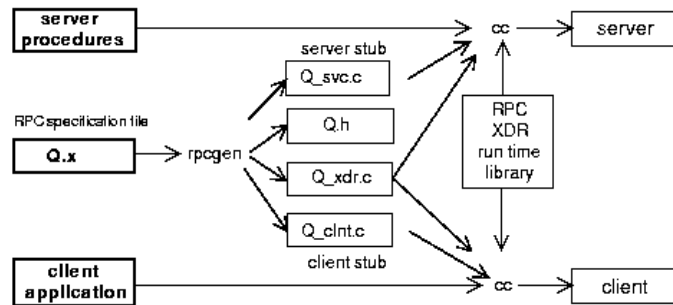 server
procedures
cc
server
server stub
Q_svc.c
RPC specification file
Q.h
RPC
XDR
run time
library
Q.x
rpcgen
Q_xdr.c
Q_clnt.c
client stub
client
application
cc
client